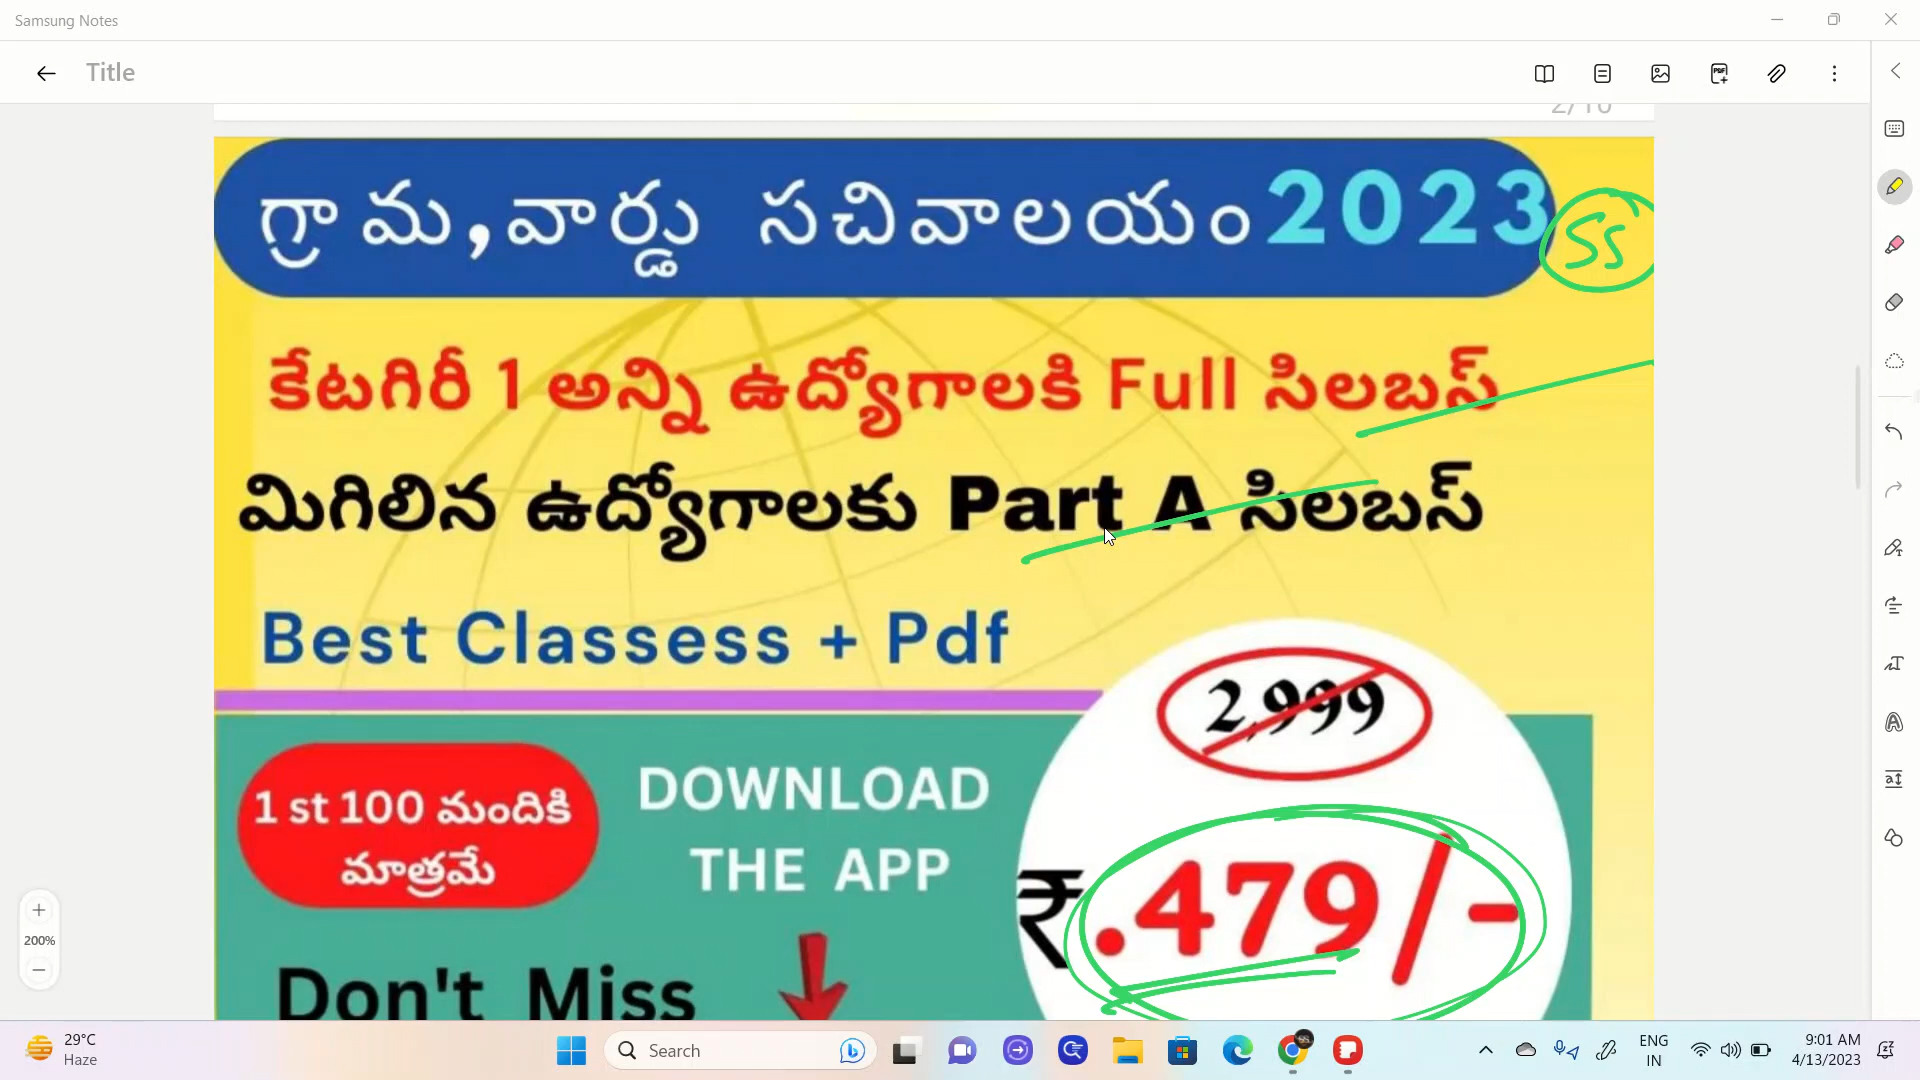 Samsung Notes
Title
2/10
గ్రామ,వార్డు సచివాలయం 2023
SS
కేటగిరీ 1 అన్ని ఉద్యోగాలకి Full సిలబస్
మిగిలిన ఉద్యోగాలకు Part A సిలబస్
Best Classess + Pdf
2,999
1 st 100 మందికి
మాత్రమే
DOWNLOAD
THE APP
₹.479/-
Don't Miss
200%
29°C
Haze
Search
ENG
IN
9:01 AM
4/13/2023